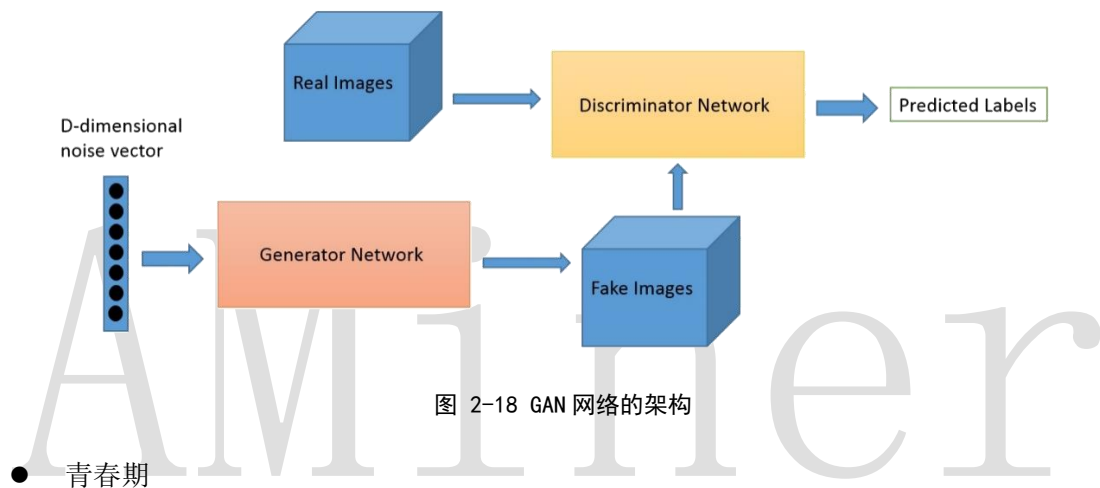 Real Images
Discriminator Network
Predicted Labels
D-dimensional
noise vector
Generator Network
Fake Images
AMiner
图 2-18 GAN 网络的架构
● 青春期